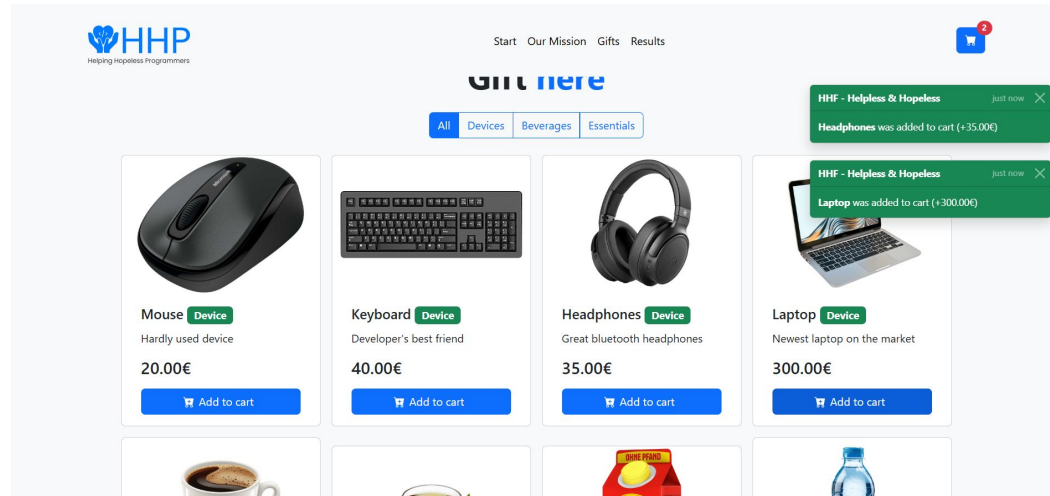 HHP
Helping Hopeless Programmers
Start Our Mission Gifts Results
2
Gift here
All Devices Beverages Essentials
HHF - Helpless & Hopeless just now
Headphones was added to cart (+35.00€)
HHF - Helpless & Hopeless just now
Laptop was added to cart (+300.00€)
Microsoft
Mouse Device
Hardly used device
20.00€
Add to cart
Keyboard Device
Developer's best friend
40.00€
Add to cart
Headphones Device
Great bluetooth headphones
35.00€
Add to cart
Laptop Device
Newest laptop on the market
300.00€
Add to cart
OHNE PFAND